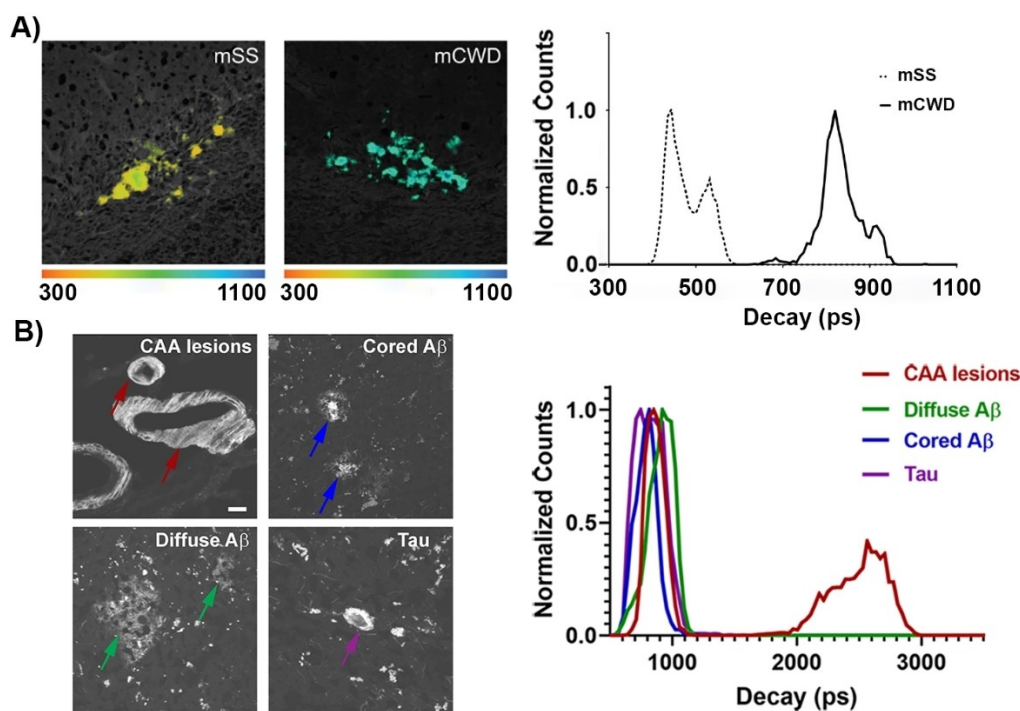 A)
mSS
mCWD
300
1100
300
1100
Normalized Counts
1.0
0.5
0.0
mSS
mCWD
300
500
700
900
1100
Decay (ps)
B)
CAA lesions
Cored Aβ
Diffuse Aβ
Tau
Normalized Counts
1.0
0.5
0.0
CAA lesions
Diffuse Aβ
Cored Aβ
Tau
1000
2000
3000
Decay (ps)